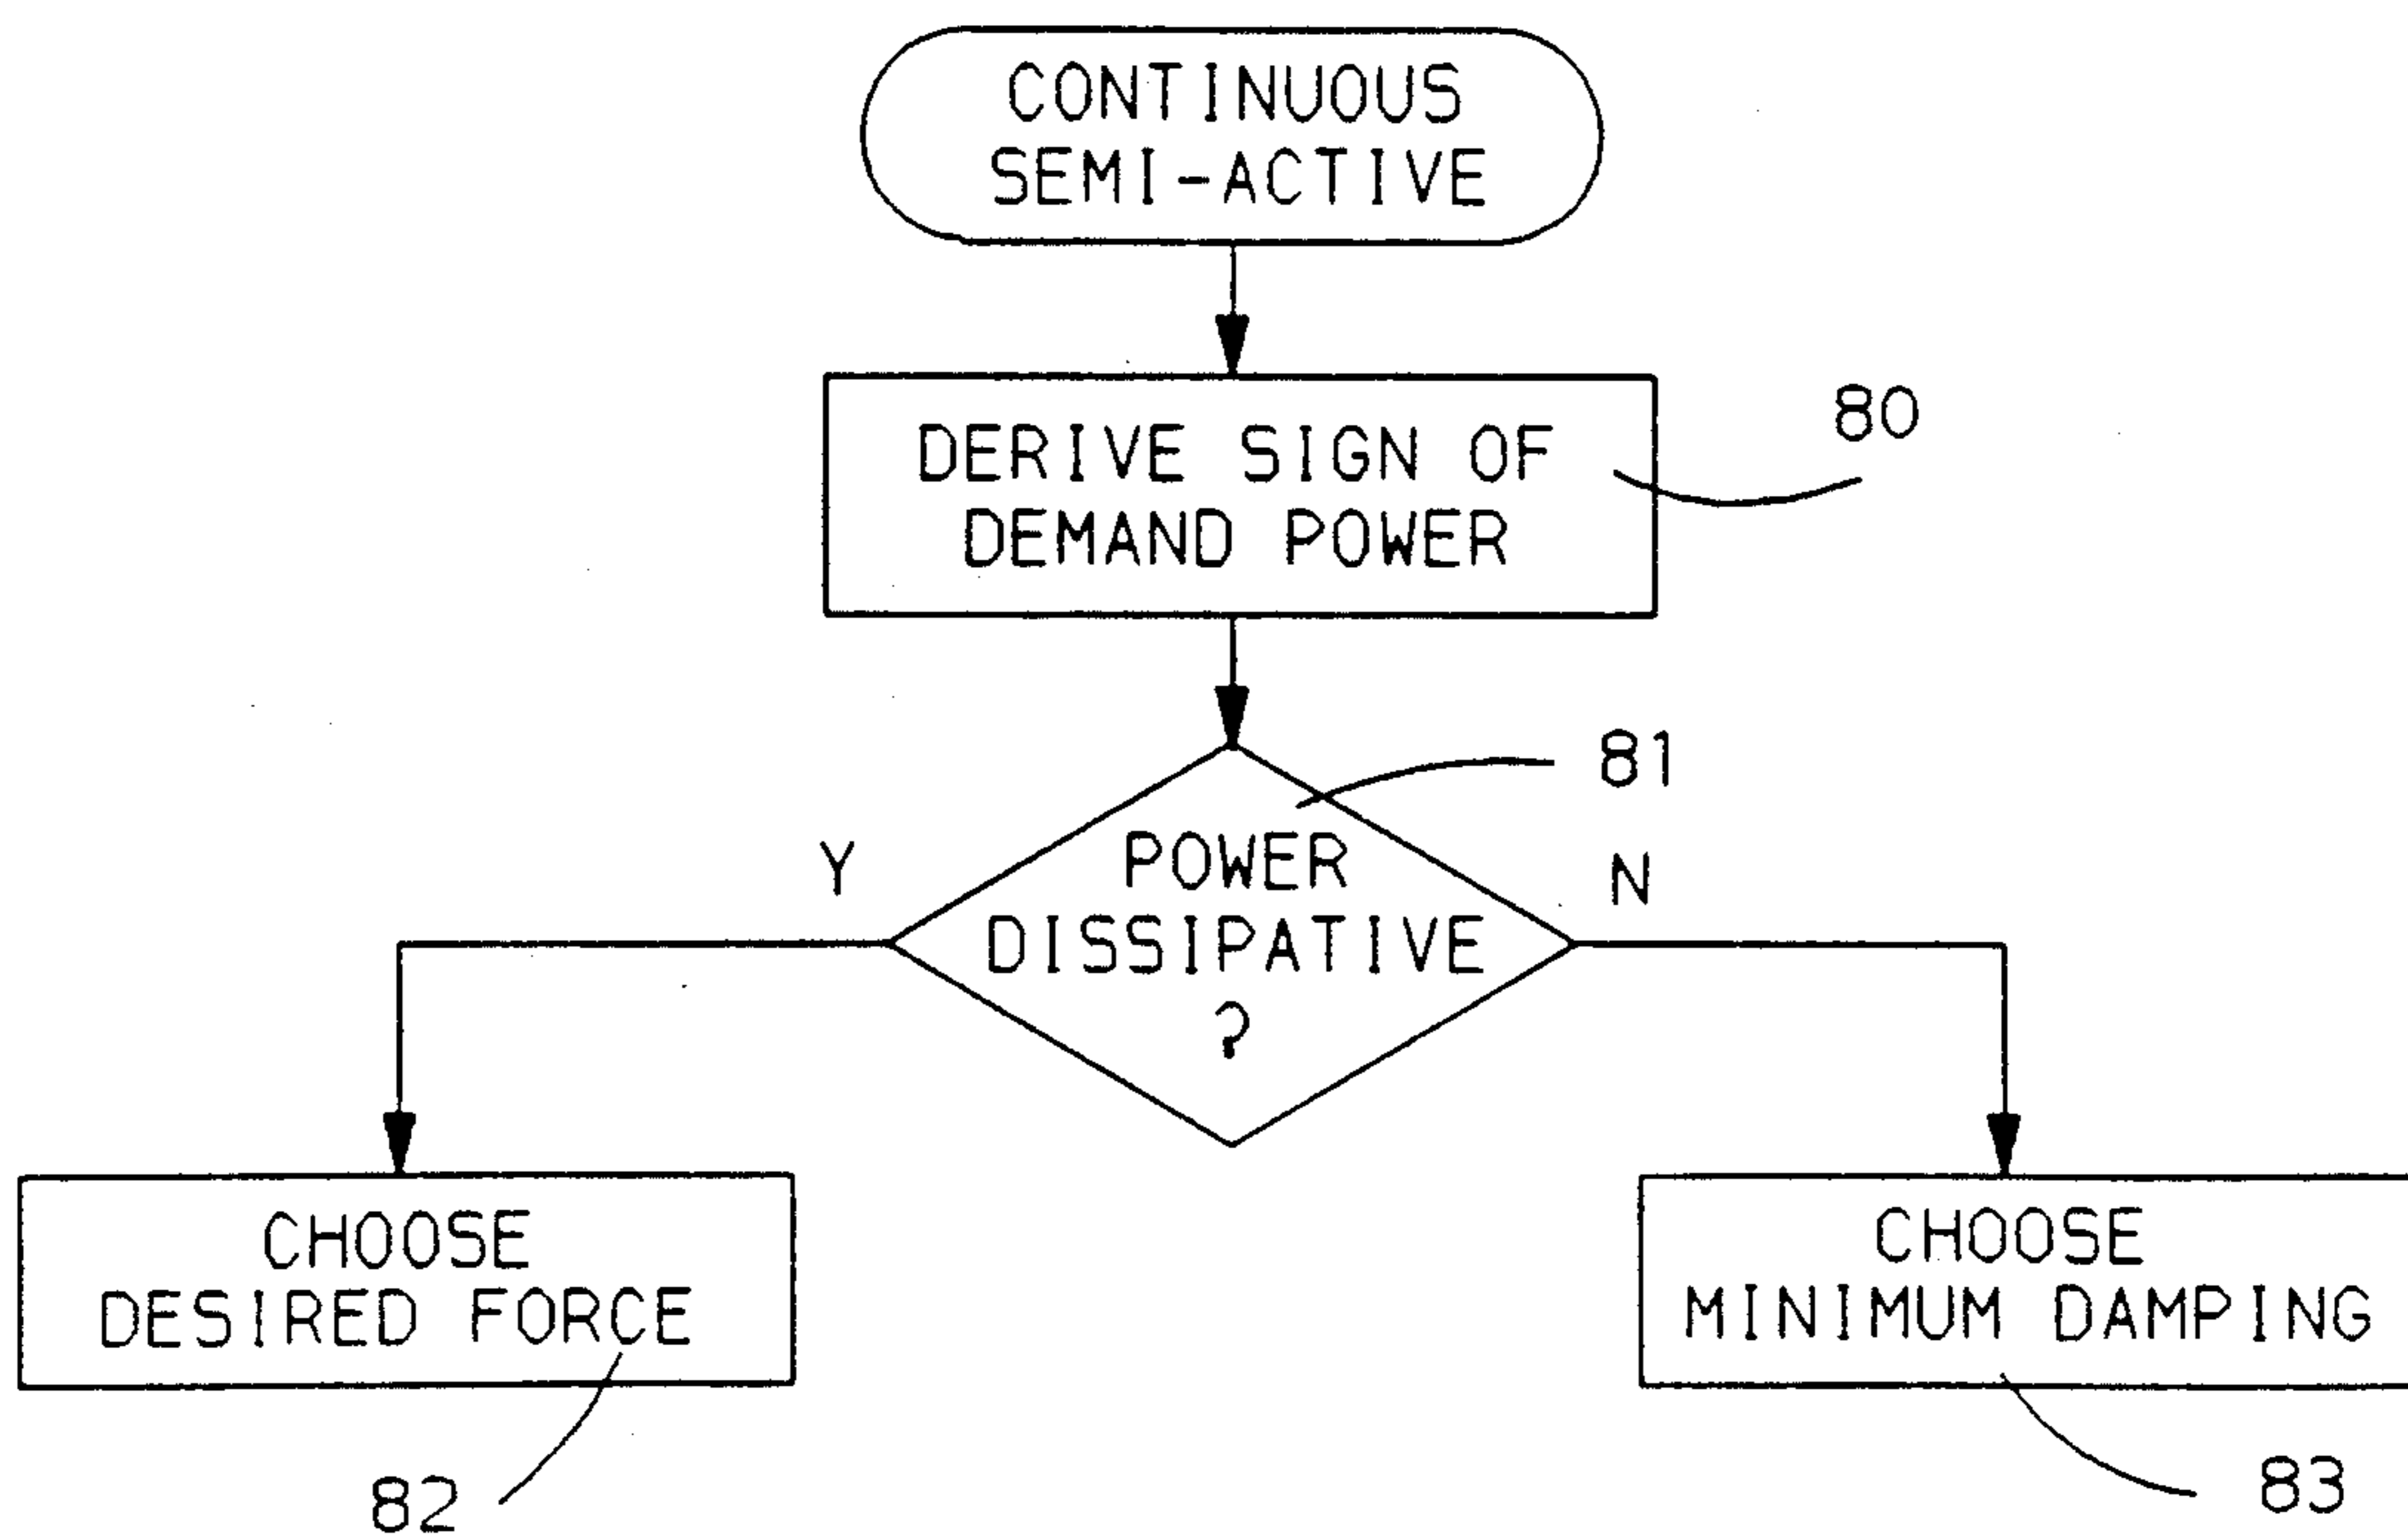 CONTINUOUS
SEMI-ACTIVE
DERIVE SIGN OF
DEMAND POWER
80
81
Y
POWER
DISSIPATIVE
?
N
CHOOSE
DESIRED FORCE
CHOOSE
MINIMUM DAMPING
82
83